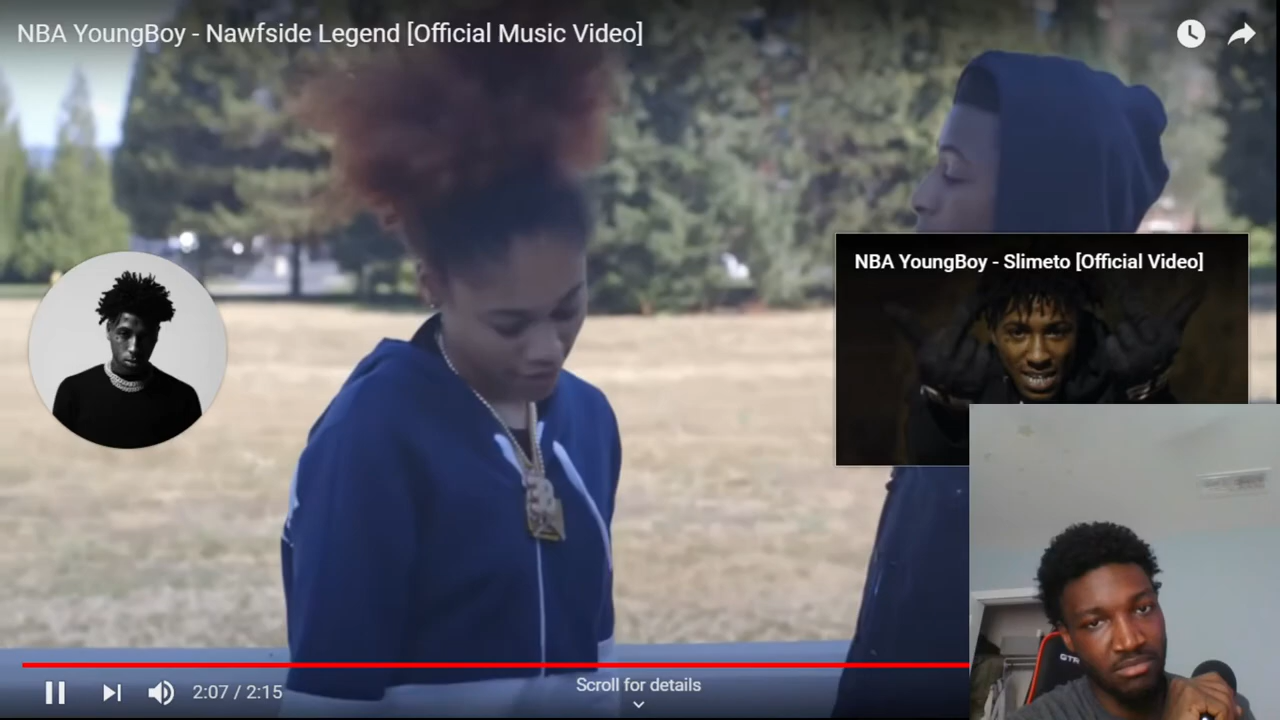 NBA YoungBoy - Nawfside Legend [Official Music Video]
NBA YoungBoy - Slimeto [Official Video]
GTR
2:07 / 2:15
Scroll for details